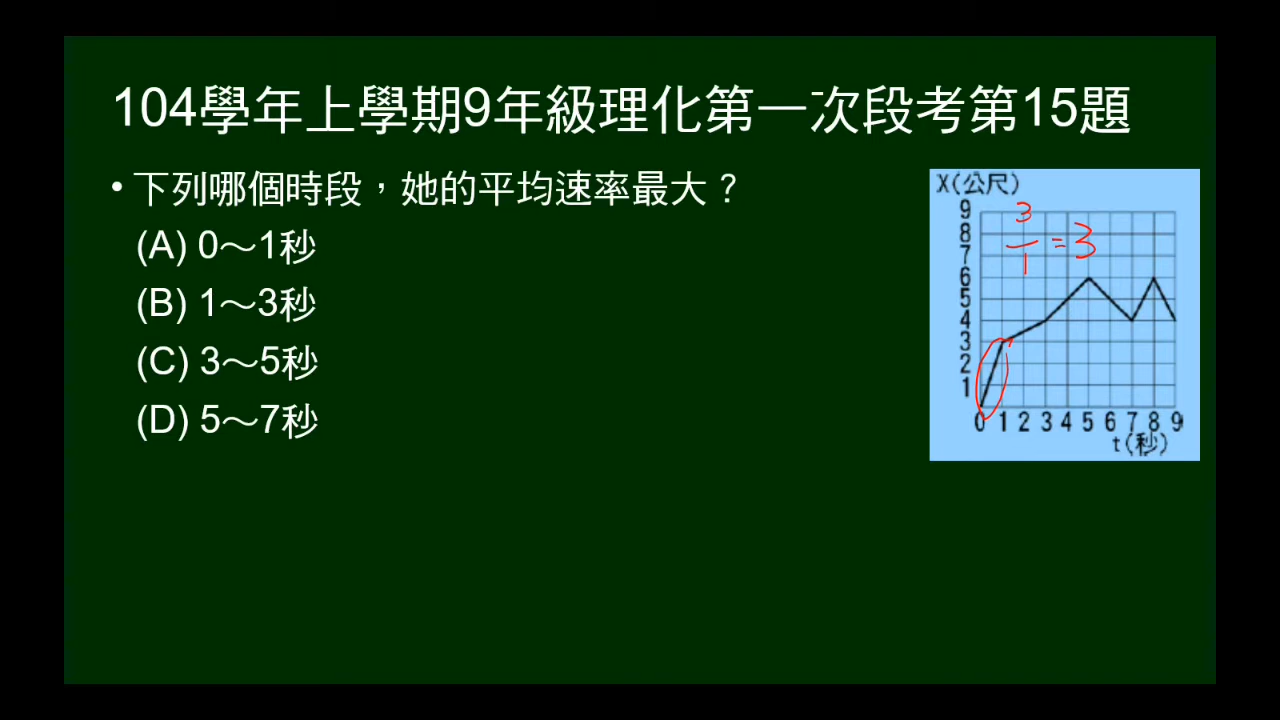 104學年上學期9年級理化第一次段考第15題
•下列哪個時段，她的平均速率最大？
(A) 0～1秒
(B) 1～3秒
(C) 3～5秒
(D) 5～7秒
X(公尺)
9
8
7
6
5
4
3
2
1
0 1 2 3 4 5 6 7 8 9
t(秒)
3
1
=3